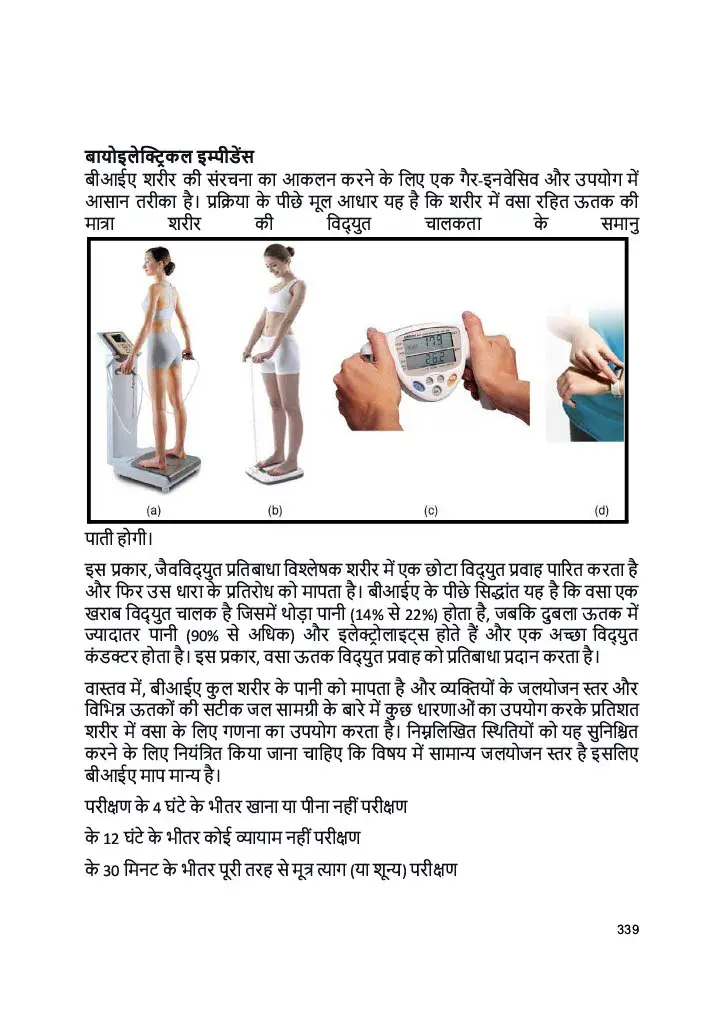 बायोइलेक्ट्रिकल इम्पीडेंस
बीआईए शरीर की संरचना का आकलन करने के लिए एक गैर-इनवेसिव और उपयोग में
आसान तरीका है। प्रक्रिया के पीछे मूल आधार यह है कि शरीर में वसा रहित ऊतक की
मात्रा शरीर की विद्युत चालकता के समानु
(a) (b) (c) (d)
पाती होगी।
इस प्रकार, जैवविद्युत प्रतिबाधा विश्लेषक शरीर में एक छोटा विद्युत प्रवाह पारित करता है
और फिर उस धारा के प्रतिरोध को मापता है। बीआईए के पीछे सिद्धांत यह है कि वसा एक
खराब विद्युत चालक है जिसमें थोड़ा पानी (14% से 22%) होता है, जबकि दुबला ऊतक में
ज्यादातर पानी (90% से अधिक) और इलेक्ट्रोलाइट्स होते हैं और एक अच्छा विद्युत
कंडक्टर होता है। इस प्रकार, वसा ऊतक विद्युत प्रवाह को प्रतिबाधा प्रदान करता है।
वास्तव में, बीआईए कुल शरीर के पानी को मापता है और व्यक्तियों के जलयोजन स्तर और
विभिन्न ऊतकों की सटीक जल सामग्री के बारे में कुछ धारणाओं का उपयोग करके प्रतिशत
शरीर में वसा के लिए गणना का उपयोग करता है। निम्नलिखित स्थितियों को यह सुनिश्चित
करने के लिए नियंत्रित किया जाना चाहिए कि विषय में सामान्य जलयोजन स्तर है इसलिए
बीआईए माप मान्य है।
परीक्षण के 4 घंटे के भीतर खाना या पीना नहीं परीक्षण
के 12 घंटे के भीतर कोई व्यायाम नहीं परीक्षण
के 30 मिनट के भीतर पूरी तरह से मूत्र त्याग (या शून्य) परीक्षण
339